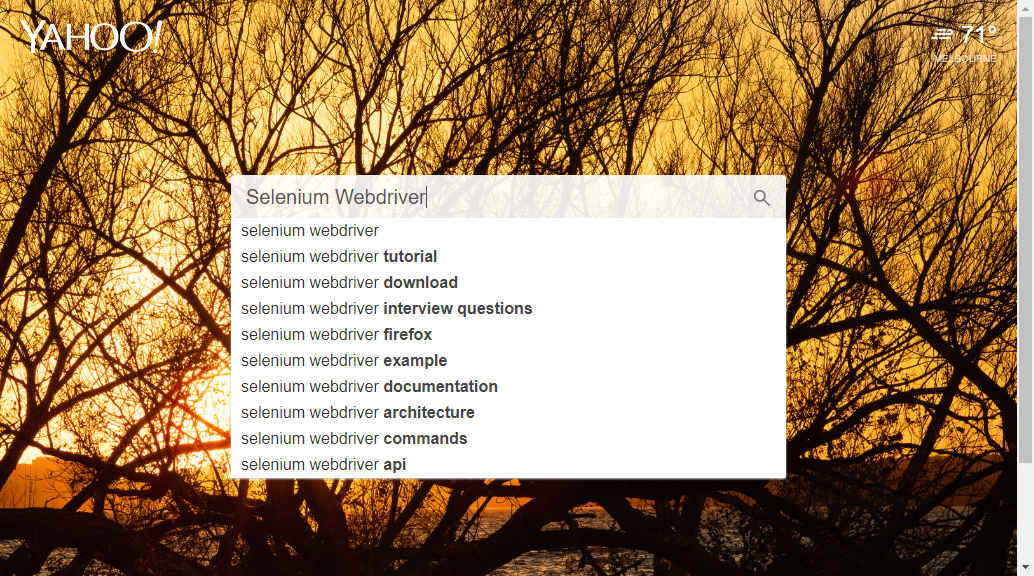 YAHOO!
71°
MELBOURNE
Selenium Webdriver
selenium webdriver
selenium webdriver tutorial
selenium webdriver download
selenium webdriver interview questions
selenium webdriver firefox
selenium webdriver example
selenium webdriver documentation
selenium webdriver architecture
selenium webdriver commands
selenium webdriver api